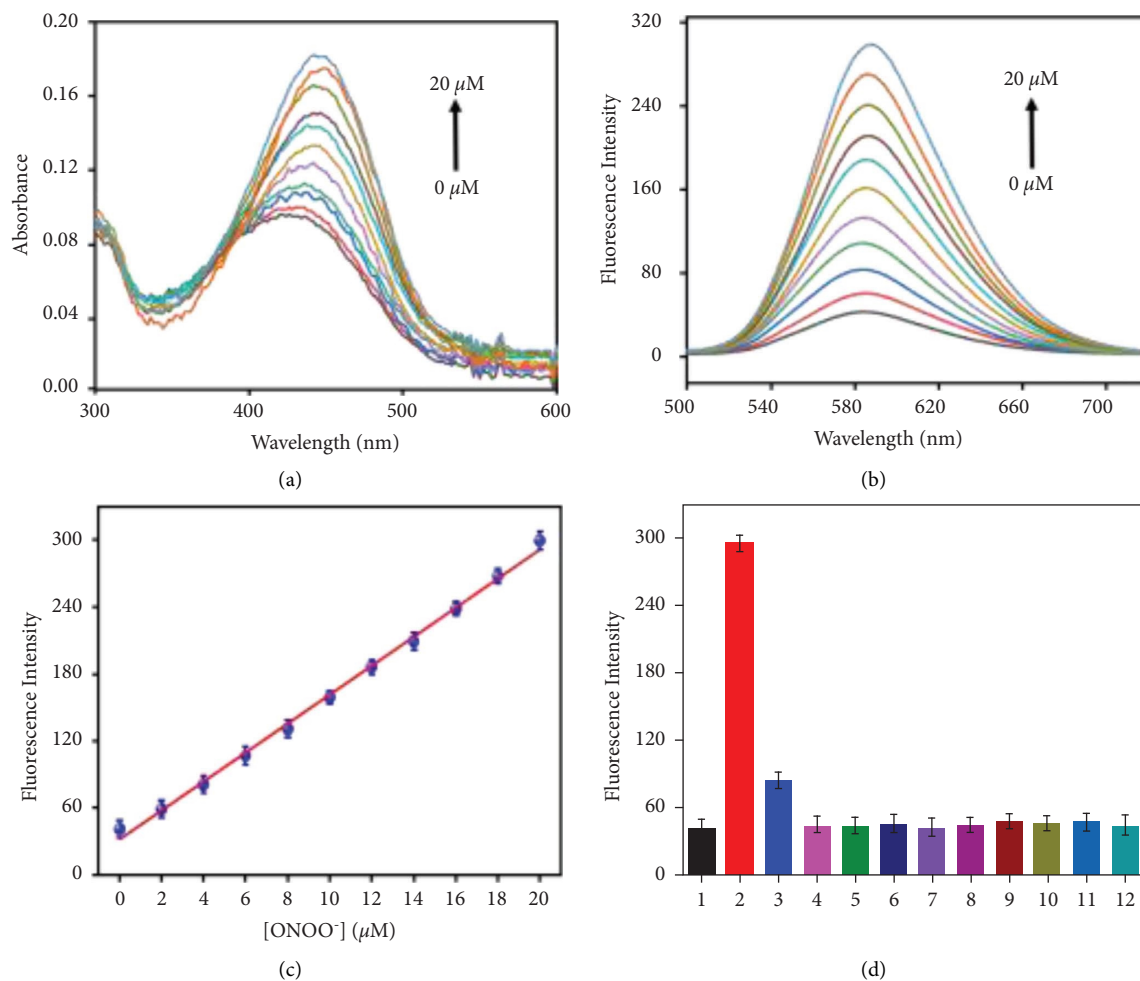 0.20
0.16
0.12
0.08
0.04
0.00
Absorbance
20 µM
0 µM
300 400 500 600
Wavelength (nm)
(a)
320
240
160
80
0
Fluorescence Intensity
20 µM
0 µM
500 540 580 620 660 700
Wavelength (nm)
(b)
300
240
180
120
60
0
Fluorescence Intensity
0 2 4 6 8 10 12 14 16 18 20
[ONOO⁻] (µM)
(c)
300
240
180
120
60
0
Fluorescence Intensity
1 2 3 4 5 6 7 8 9 10 11 12
(d)